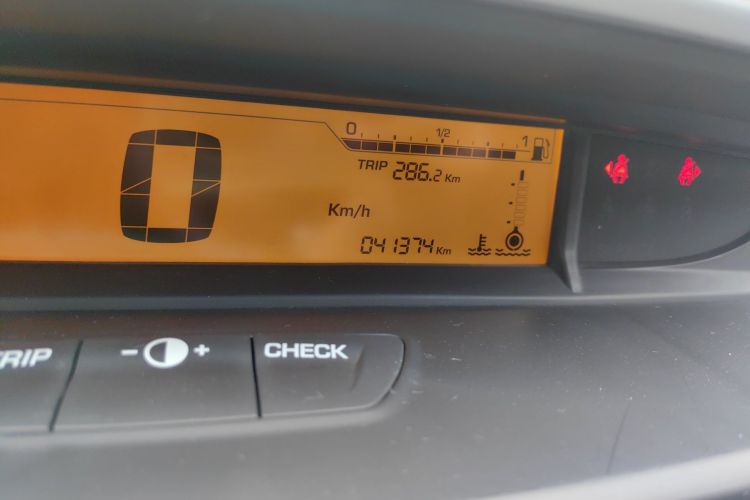 0 1/2 1
TRIP 286.2 Km
0
Km/h
041374 Km
TRIP - + CHECK